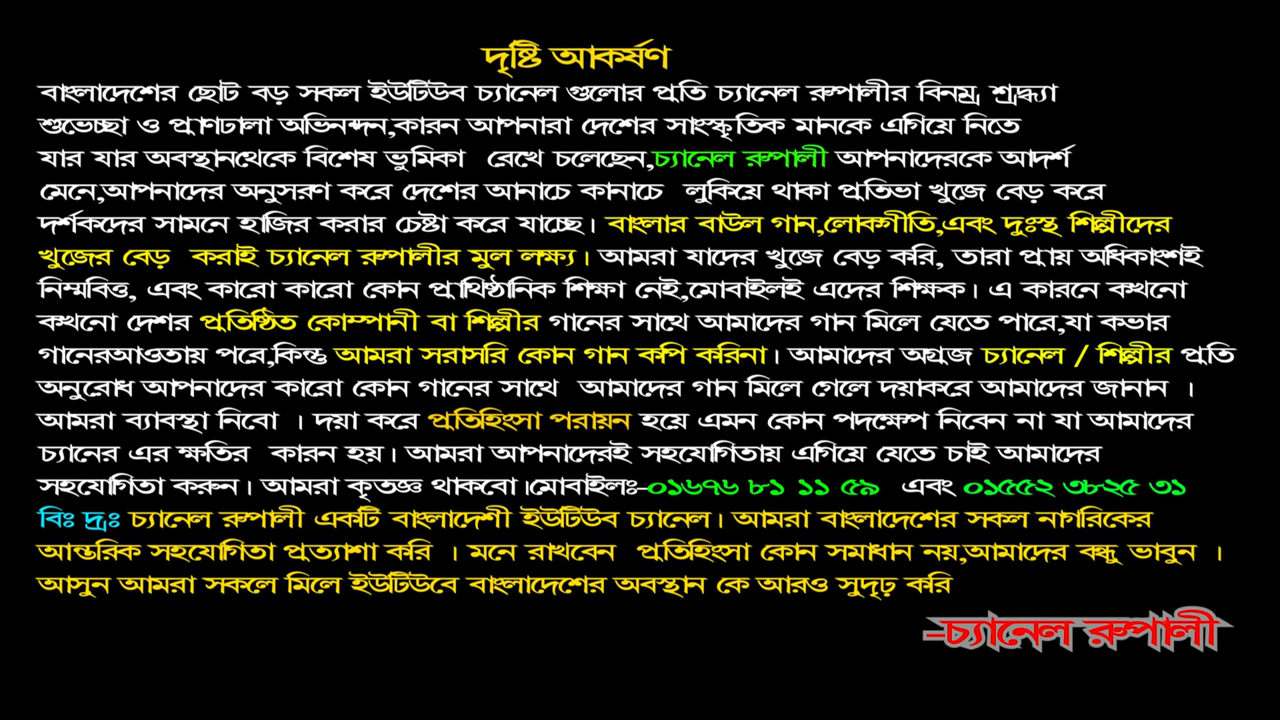 দৃষ্টি আকর্ষণ
বাংলাদেশের ছোট বড় সকল ইউটিউব চ্যানেল গুলোর প্রতি চ্যানেল রুপালীর বিনম্র শ্রদ্ধ্যা
শুভেচ্ছা ও প্রাণঢালা অভিনন্দন,কারন আপনারা দেশের সাংস্কৃতিক মানকে এগিয়ে নিতে
যার যার অবস্থানথেকে বিশেষ ভুমিকা রেখে চলেছেন,চ্যানেল রুপালী আপনাদেরকে আদর্শ
মেনে,আপনাদের অনুসরণ করে দেশের আনাচে কানাচে লুকিয়ে থাকা প্রতিভা খুজে বেড় করে
দর্শকদের সামনে হাজির করার চেষ্টা করে যাচ্ছে। বাংলার বাউল গান,লোকগীতি,এবং দুঃস্থ শিল্পীদের
খুজের বেড় করাই চ্যানেল রুপালীর মুল লক্ষ্য। আমরা যাদের খুজে বেড় করি, তারা প্রায় অধিকাংশই
নিম্মবিত্ত, এবং কারো কারো কোন প্রাথিষ্ঠানিক শিক্ষা নেই,মোবাইলই এদের শিক্ষক। এ কারনে কখনো
কখনো দেশর প্রতিষ্ঠিত কোম্পানী বা শিল্পীর গানের সাথে আমাদের গান মিলে যেতে পারে,যা কভার
গানেরআওতায় পরে,কিন্তু আমরা সরাসরি কোন গান কপি করিনা। আমাদের অগ্রজ চ্যানেল / শিল্পীর প্রতি
অনুরোধ আপনাদের কারো কোন গানের সাথে আমাদের গান মিলে গেলে দয়াকরে আমাদের জানান ।
আমরা ব্যাবস্থা নিবো । দয়া করে প্রতিহিংসা পরায়ন হয়ে এমন কোন পদক্ষেপ নিবেন না যা আমাদের
চ্যানের এর ক্ষতির কারন হয়। আমরা আপনাদেরই সহযোগিতায় এগিয়ে যেতে চাই আমাদের
সহযোগিতা করুন। আমরা কৃতজ্ঞ থাকবো।মোবাইলঃ-০১৬৭৬ ৮১ ১১ ৫৯ এবং ০১৫৫২ ৩৮২৫ ৩১
বিঃ দ্রঃ চ্যানেল রুপালী একটি বাংলাদেশী ইউটিউব চ্যানেল। আমরা বাংলাদেশের সকল নাগরিকের
আন্তরিক সহযোগিতা প্রত্যাশা করি । মনে রাখবেন প্রতিহিংসা কোন সমাধান নয়,আমাদের বন্ধু ভাবুন ।
আসুন আমরা সকলে মিলে ইউটিউবে বাংলাদেশের অবস্থান কে আরও সুদৃঢ় করি
-চ্যানেল রুপালী